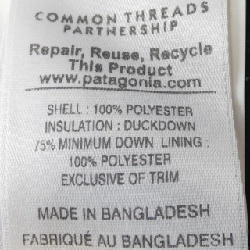 COMMON THREADS
PARTNERSHIP
Repair, Reuse, Recycle
This Product
www.patagonia.com
SHELL : 100% POLYESTER
INSULATION : DUCKDOWN
75% MINIMUM DOWN LINING :
100% POLYESTER
EXCLUSIVE OF TRIM
MADE IN BANGLADESH
FABRIQUÉ AU BANGLADESH